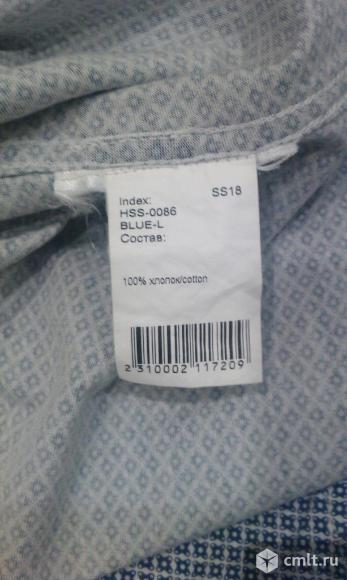 Index: SS18
HSS-0086
BLUE-L
Состав:
100% хлопок/cotton
2 310002 117209
cmlt.ru